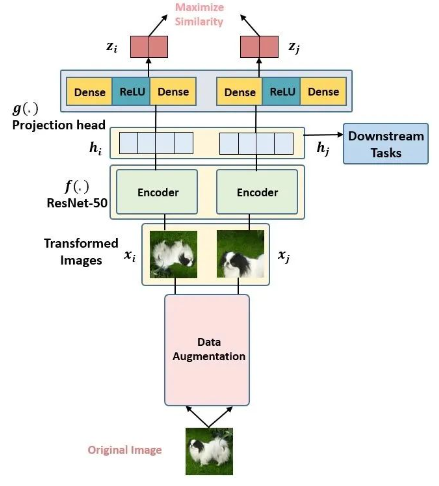 Maximize
Similarity
z_i
z_j
Dense ReLU Dense
Dense ReLU Dense
g(.)
Projection head
h_i
h_j
Downstream
Tasks
f(.)
ResNet-50
Encoder
Encoder
Transformed
Images
x_i
x_j
Data
Augmentation
Original Image